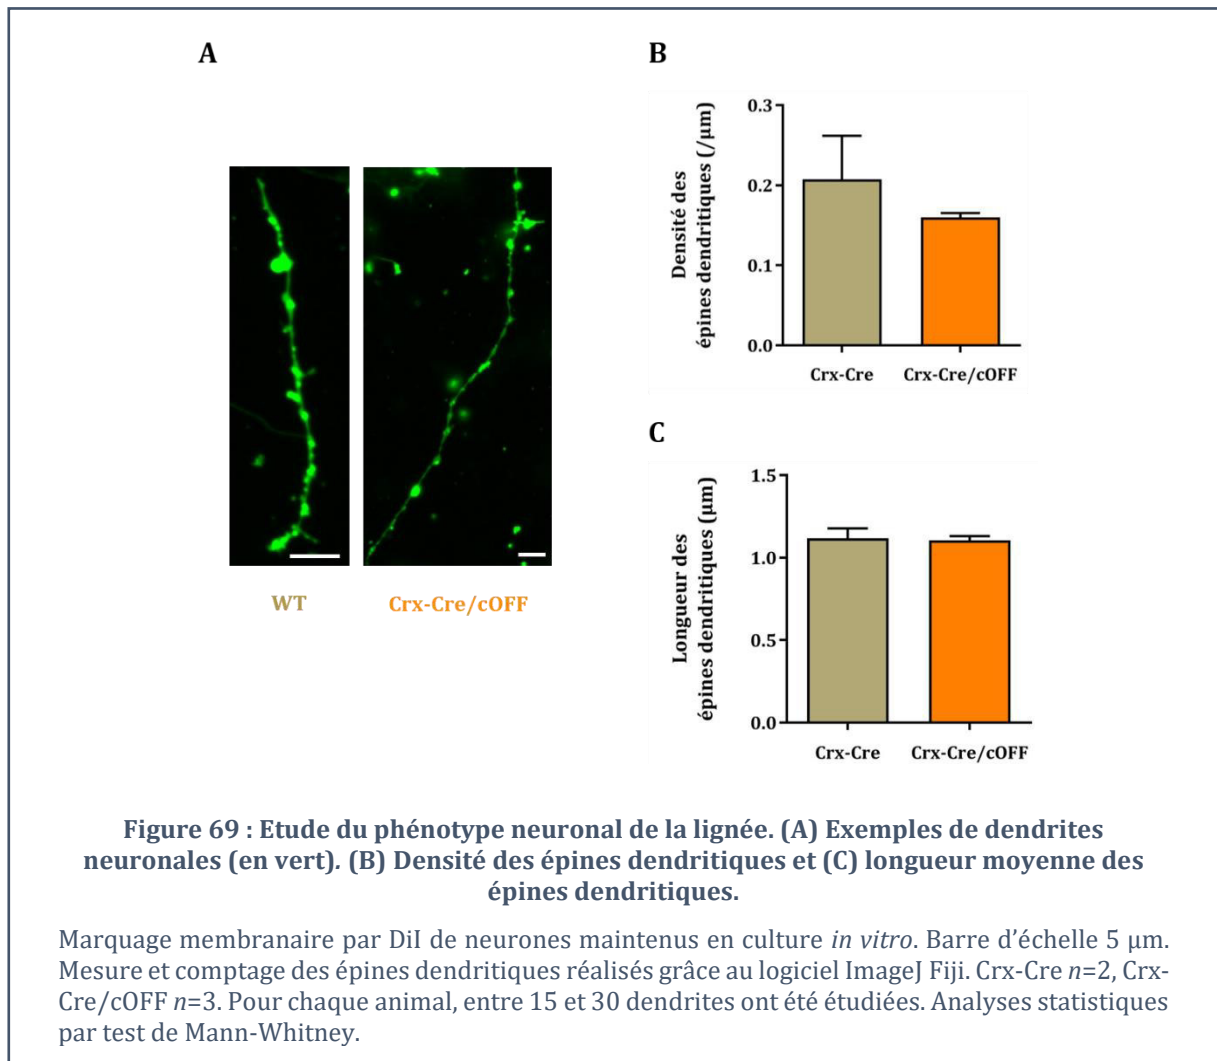 A
WT
Crx-Cre/cOFF
B
Densité des
épines dendritiques (/µm)
0.3
0.2
0.1
0.0
Crx-Cre
Crx-Cre/cOFF
C
Longueur des
épines dendritiques (µm)
1.5
1.0
0.5
0.0
Crx-Cre
Crx-Cre/cOFF
Figure 69 : Etude du phénotype neuronal de la lignée. (A) Exemples de dendrites
neuronales (en vert). (B) Densité des épines dendritiques et (C) longueur moyenne des
épines dendritiques.
Marquage membranaire par DiI de neurones maintenus en culture in vitro. Barre d’échelle 5 µm.
Mesure et comptage des épines dendritiques réalisés grâce au logiciel ImageJ Fiji. Crx-Cre n=2, Crx-
Cre/cOFF n=3. Pour chaque animal, entre 15 et 30 dendrites ont été étudiées. Analyses statistiques
par test de Mann-Whitney.